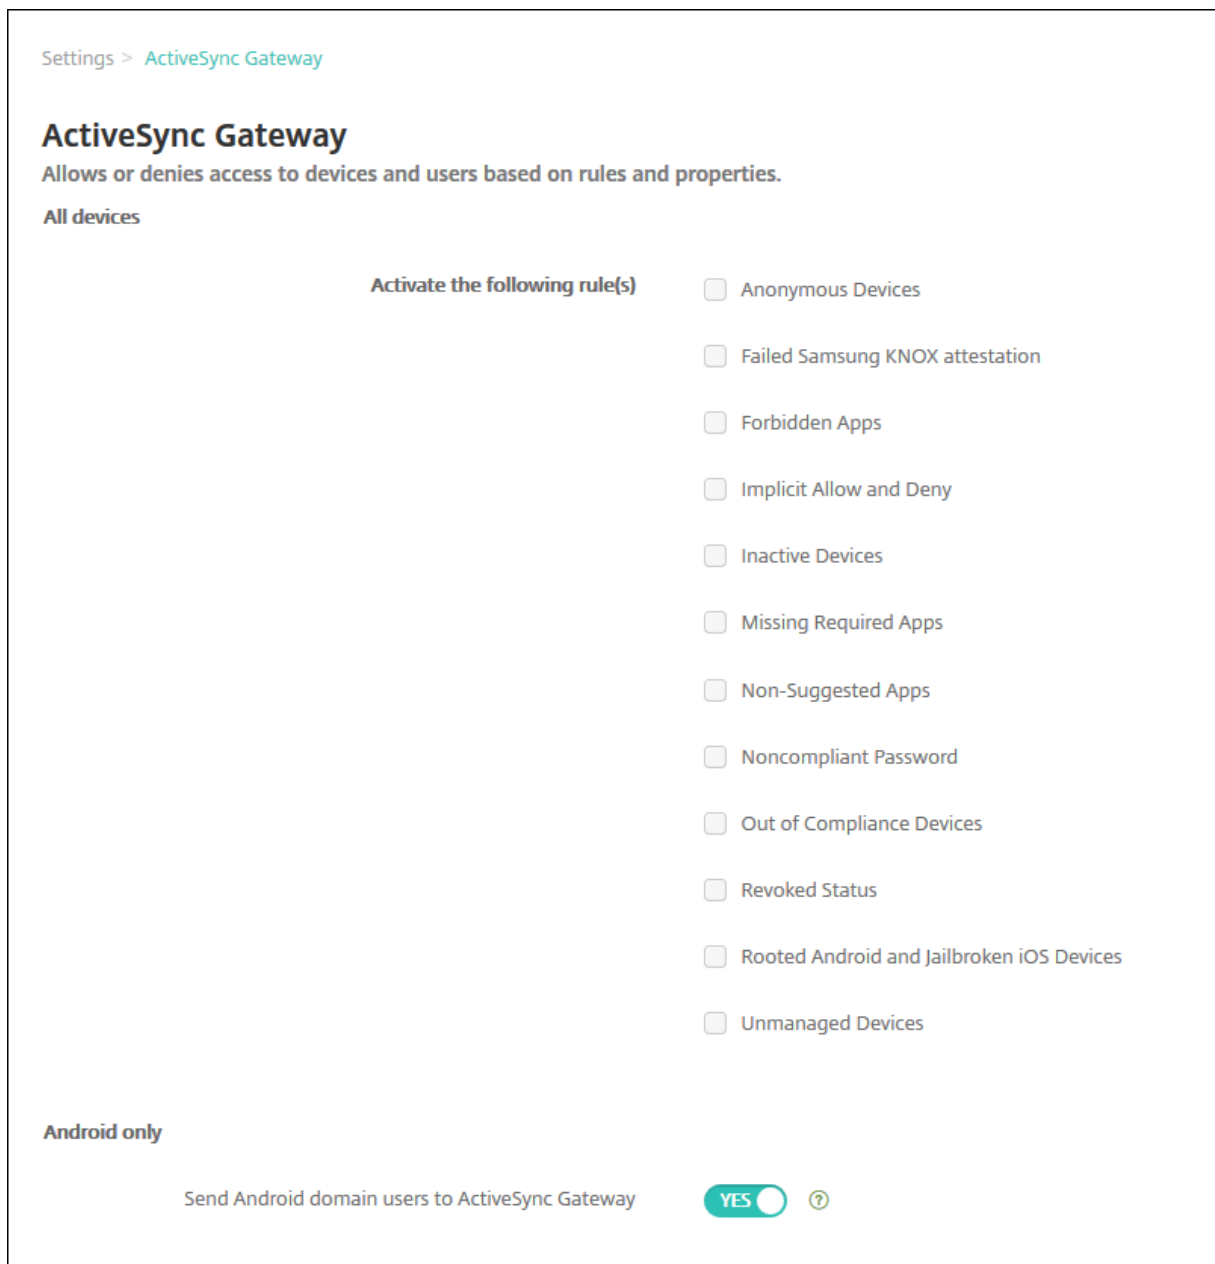 Settings > ActiveSync Gateway
ActiveSync Gateway
Allows or denies access to devices and users based on rules and properties.
All devices
Activate the following rule(s)
Anonymous Devices
Failed Samsung KNOX attestation
Forbidden Apps
Implicit Allow and Deny
Inactive Devices
Missing Required Apps
Non-Suggested Apps
Noncompliant Password
Out of Compliance Devices
Revoked Status
Rooted Android and Jailbroken iOS Devices
Unmanaged Devices
Android only
Send Android domain users to ActiveSync Gateway YES ?